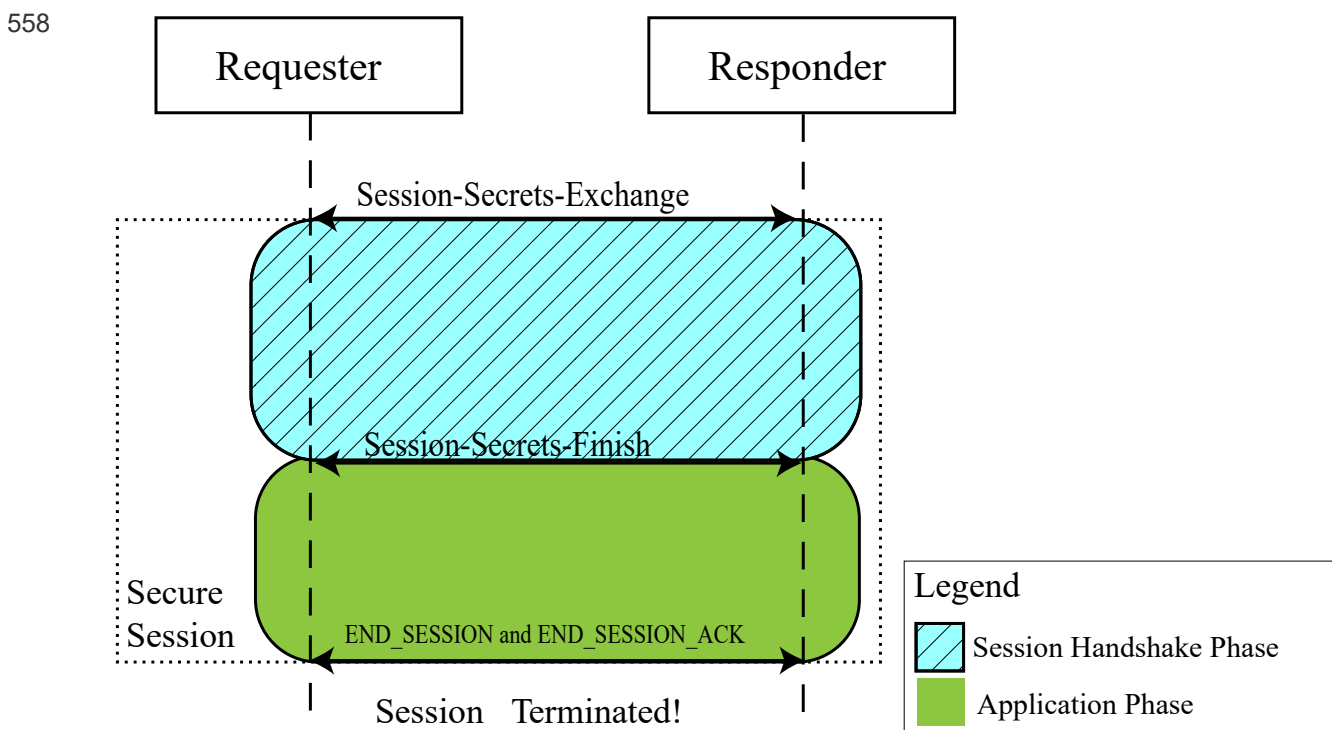 558
Requester
Responder
Session-Secrets-Exchange
Session-Secrets-Finish
Secure
Session
END_SESSION and END_SESSION_ACK
Session Terminated!
Legend
Session Handshake Phase
Application Phase